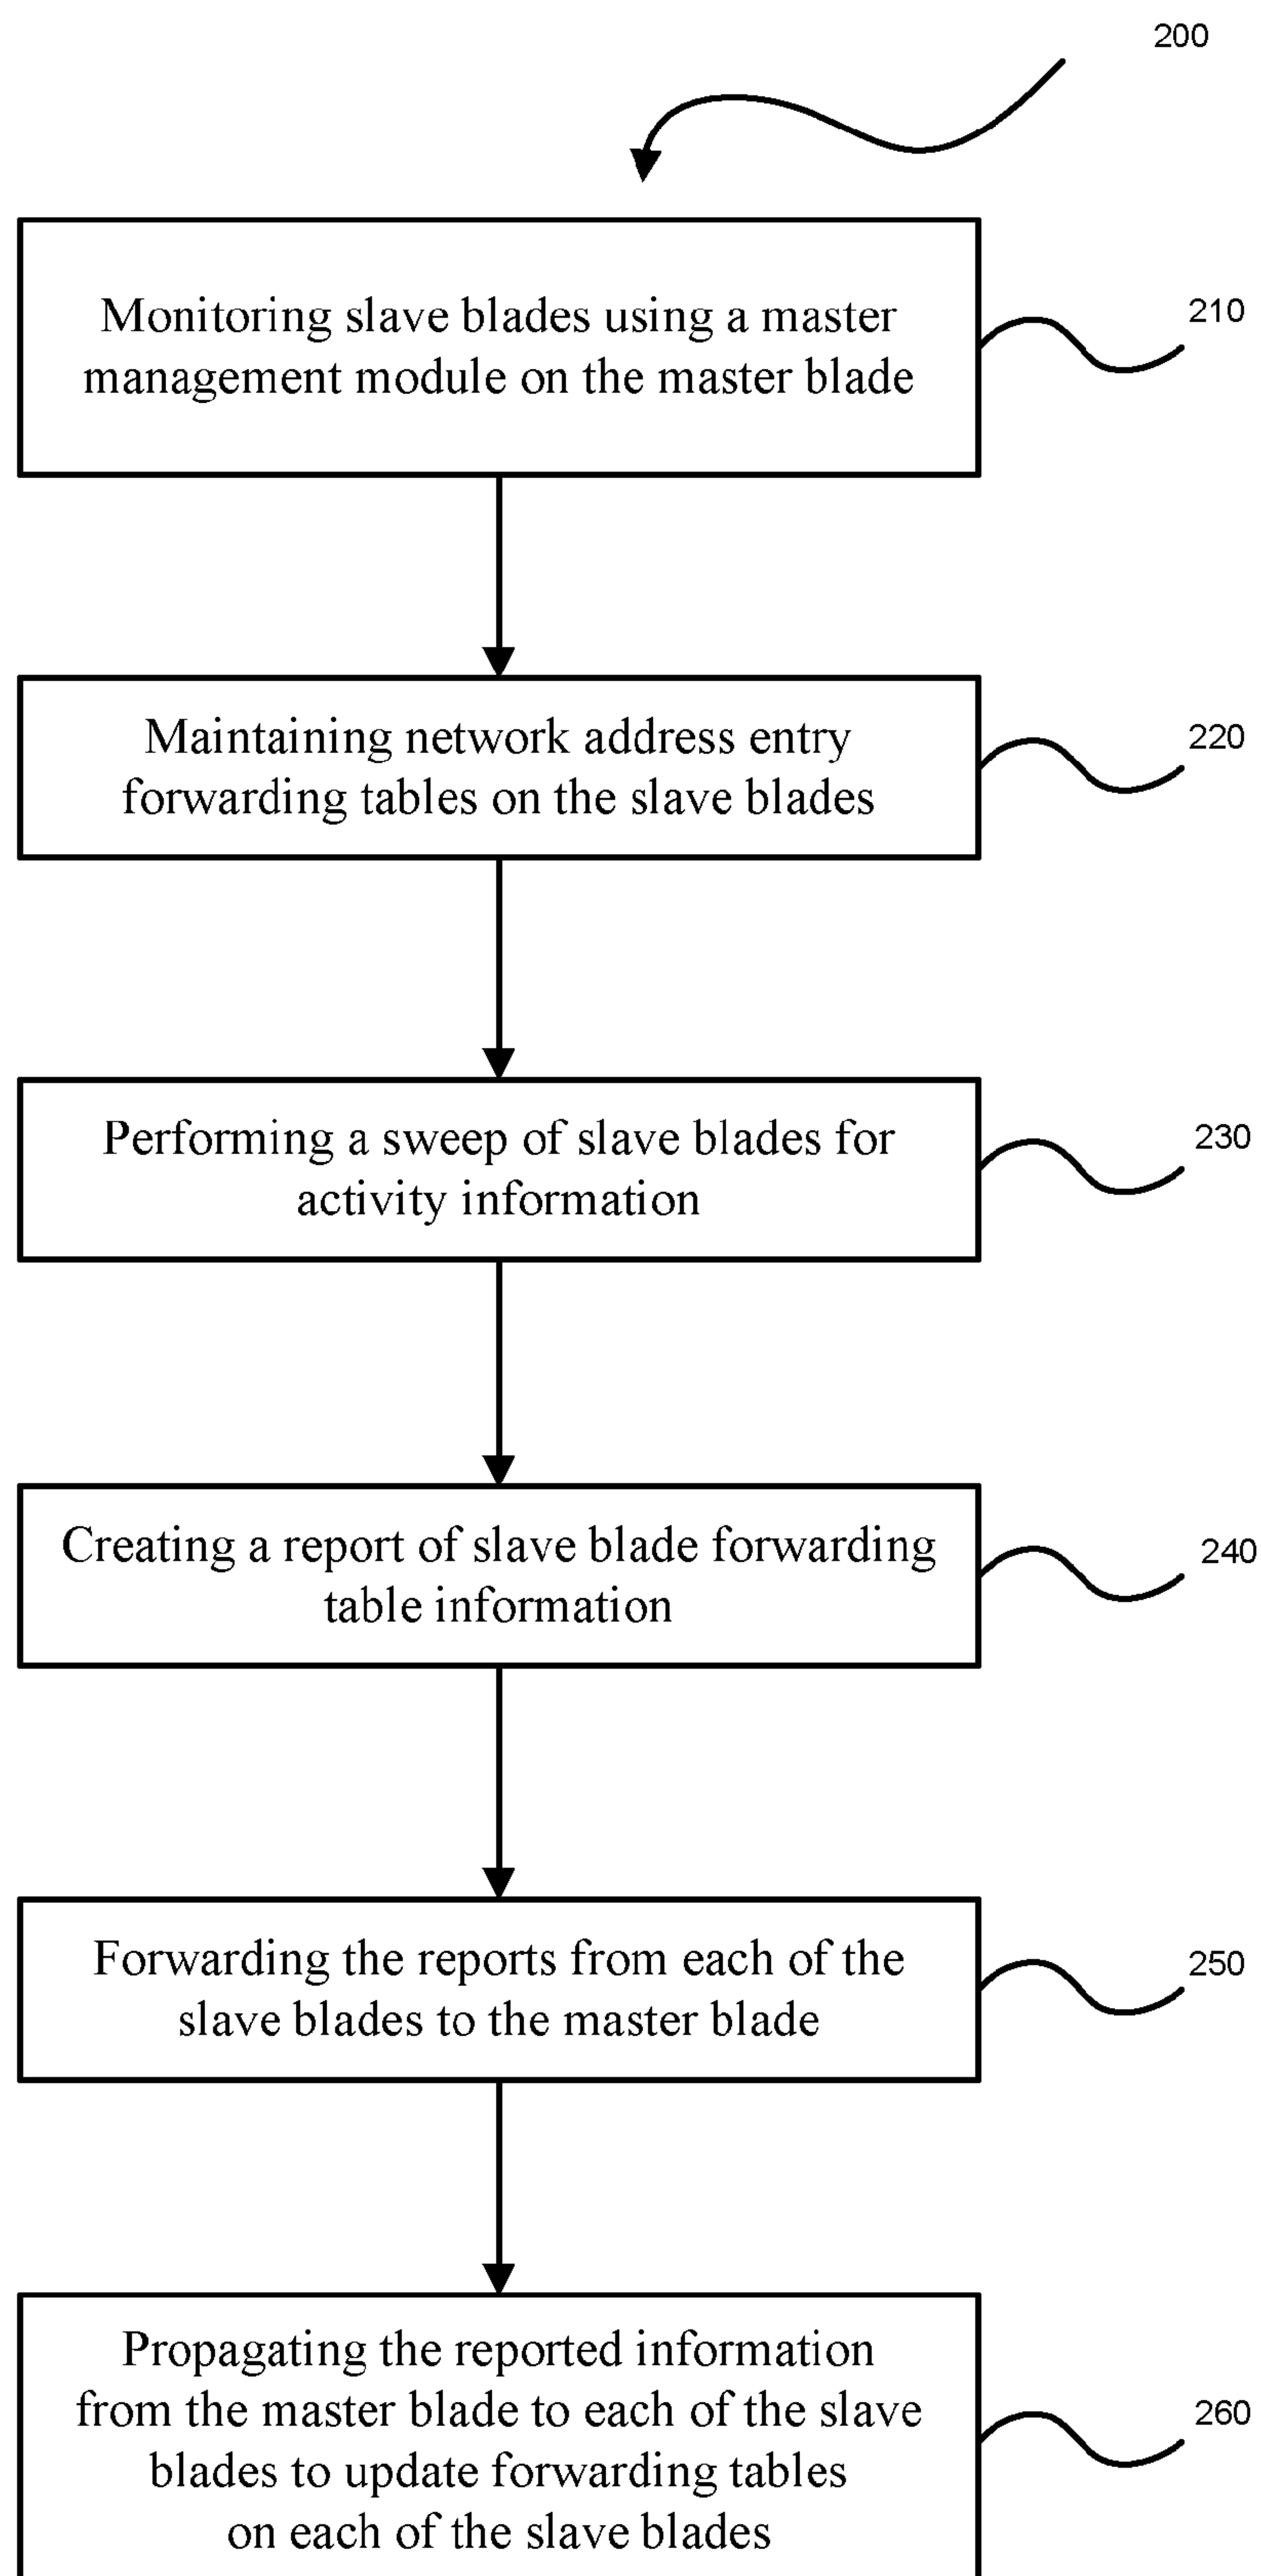 200
Monitoring slave blades using a master
management module on the master blade
210
Maintaining network address entry
forwarding tables on the slave blades
220
Performing a sweep of slave blades for
activity information
230
Creating a report of slave blade forwarding
table information
240
Forwarding the reports from each of the
slave blades to the master blade
250
Propagating the reported information
from the master blade to each of the slave
blades to update forwarding tables
on each of the slave blades
260